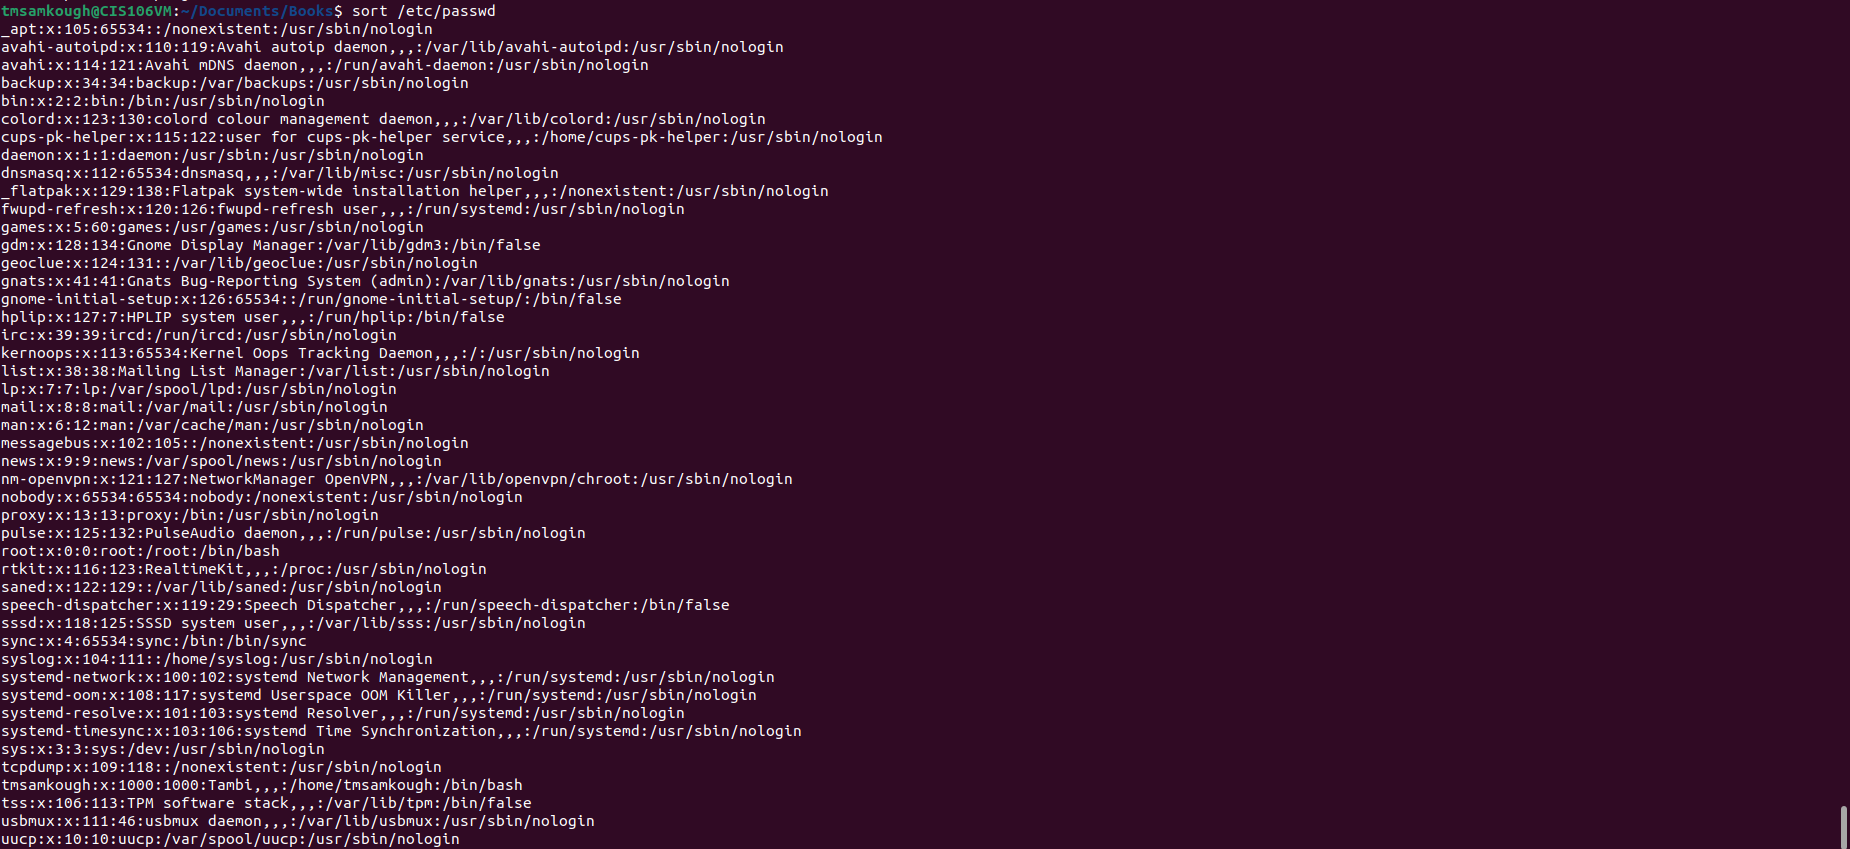 tmsamkough@CIS106VM:~/Documents/Books$ sort /etc/passwd
_apt:x:105:65534::/nonexistent:/usr/sbin/nologin
avahi-autoipd:x:110:119:Avahi autoip daemon,,,:/var/lib/avahi-autoipd:/usr/sbin/nologin
avahi:x:114:121:Avahi mDNS daemon,,,:/run/avahi-daemon:/usr/sbin/nologin
backup:x:34:34:backup:/var/backups:/usr/sbin/nologin
bin:x:2:2:bin:/bin:/usr/sbin/nologin
colord:x:123:130:colord colour management daemon,,,:/var/lib/colord:/usr/sbin/nologin
cups-pk-helper:x:115:122:user for cups-pk-helper service,,,:/home/cups-pk-helper:/usr/sbin/nologin
daemon:x:1:1:daemon:/usr/sbin:/usr/sbin/nologin
dnsmasq:x:112:65534:dnsmasq,,,:/var/lib/misc:/usr/sbin/nologin
_flatpak:x:129:138:Flatpak system-wide installation helper,,,:/nonexistent:/usr/sbin/nologin
fwupd-refresh:x:120:126:fwupd-refresh user,,,:/run/systemd:/usr/sbin/nologin
games:x:5:60:games:/usr/games:/usr/sbin/nologin
gdm:x:128:134:Gnome Display Manager:/var/lib/gdm3:/bin/false
geoclue:x:124:131::/var/lib/geoclue:/usr/sbin/nologin
gnats:x:41:41:Gnats Bug-Reporting System (admin):/var/lib/gnats:/usr/sbin/nologin
gnome-initial-setup:x:126:65534::/run/gnome-initial-setup/:/bin/false
hplip:x:127:7:HPLIP system user,,,:/run/hplip:/bin/false
irc:x:39:39:ircd:/run/ircd:/usr/sbin/nologin
kernoops:x:113:65534:Kernel Oops Tracking Daemon,,,:/:/usr/sbin/nologin
list:x:38:38:Mailing List Manager:/var/list:/usr/sbin/nologin
lp:x:7:7:lp:/var/spool/lpd:/usr/sbin/nologin
mail:x:8:8:mail:/var/mail:/usr/sbin/nologin
man:x:6:12:man:/var/cache/man:/usr/sbin/nologin
messagebus:x:102:105::/nonexistent:/usr/sbin/nologin
news:x:9:9:news:/var/spool/news:/usr/sbin/nologin
nm-openvpn:x:121:127:NetworkManager OpenVPN,,,:/var/lib/openvpn/chroot:/usr/sbin/nologin
nobody:x:65534:65534:nobody:/nonexistent:/usr/sbin/nologin
proxy:x:13:13:proxy:/bin:/usr/sbin/nologin
pulse:x:125:132:PulseAudio daemon,,,:/run/pulse:/usr/sbin/nologin
root:x:0:0:root:/root:/bin/bash
rtkit:x:116:123:RealtimeKit,,,:/proc:/usr/sbin/nologin
saned:x:122:129::/var/lib/saned:/usr/sbin/nologin
speech-dispatcher:x:119:29:Speech Dispatcher,,,:/run/speech-dispatcher:/bin/false
sssd:x:118:125:SSSD system user,,,:/var/lib/sss:/usr/sbin/nologin
sync:x:4:65534:sync:/bin:/bin/sync
syslog:x:104:111::/home/syslog:/usr/sbin/nologin
systemd-network:x:100:102:systemd Network Management,,,:/run/systemd:/usr/sbin/nologin
systemd-oom:x:108:117:systemd Userspace OOM Killer,,,:/run/systemd:/usr/sbin/nologin
systemd-resolve:x:101:103:systemd Resolver,,,:/run/systemd:/usr/sbin/nologin
systemd-timesync:x:103:106:systemd Time Synchronization,,,:/run/systemd:/usr/sbin/nologin
sys:x:3:3:sys:/dev:/usr/sbin/nologin
tcpdump:x:109:118::/nonexistent:/usr/sbin/nologin
tmsamkough:x:1000:1000:Tambi,,,:/home/tmsamkough:/bin/bash
tss:x:106:113:TPM software stack,,,:/var/lib/tpm:/bin/false
usbmux:x:111:46:usbmux daemon,,,:/var/lib/usbmux:/usr/sbin/nologin
uucp:x:10:10:uucp:/var/spool/uucp:/usr/sbin/nologin